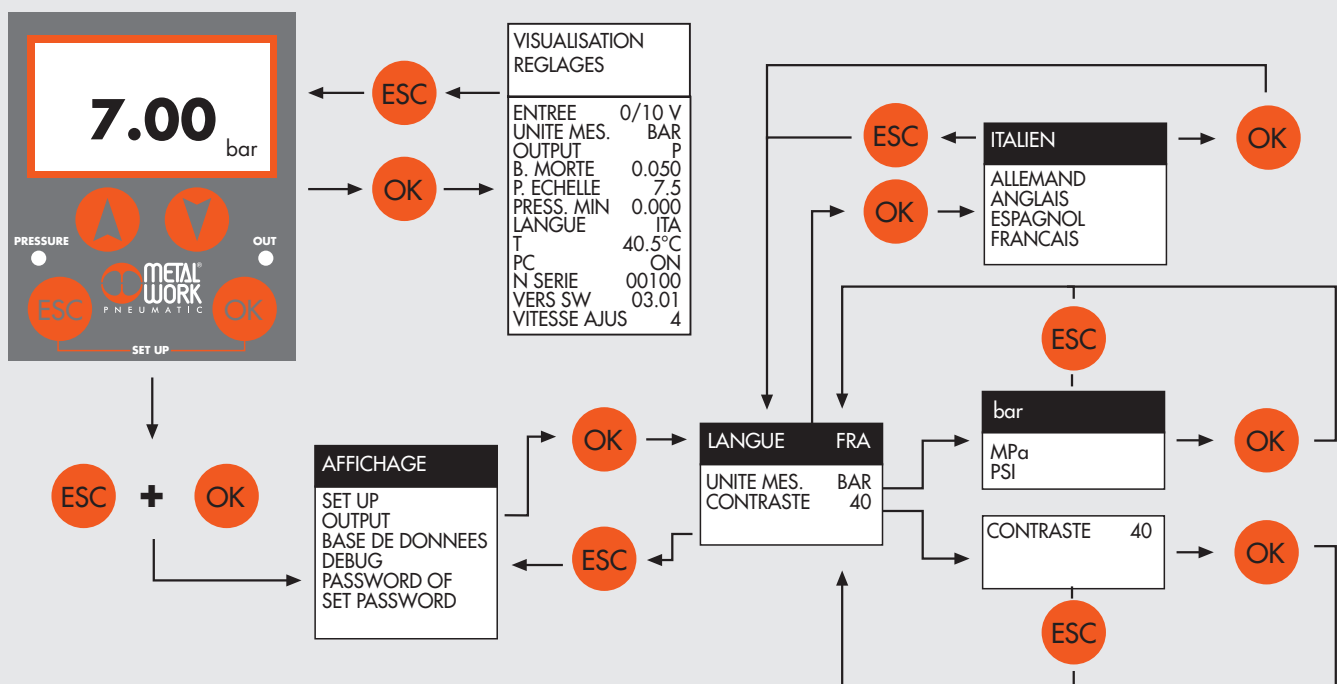 7.00
bar
PRESSURE
OUT
METAL®
WORK
PNEUMATIC
ESC
OK
SET UP
ESC
OK
VISUALISATION
REGLAGES
ENTREE 0/10 V
UNITE MES. BAR
OUTPUT P
B. MORTE 0.050
P. ECHELLE 7.5
PRESS. MIN 0.000
LANGUE ITA
T 40.5°C
PC ON
N SERIE 00100
VERS SW 03.01
VITESSE AJUS 4
ESC
OK
ITALIEN
ALLEMAND
ANGLAIS
ESPAGNOL
FRANCAIS
OK
ESC + OK
AFFICHAGE
SET UP
OUTPUT
BASE DE DONNEES
DEBUG
PASSWORD OF
SET PASSWORD
OK
ESC
LANGUE FRA
UNITE MES. BAR
CONTRASTE 40
ESC
bar
MPa
PSI
OK
CONTRASTE 40
OK
ESC